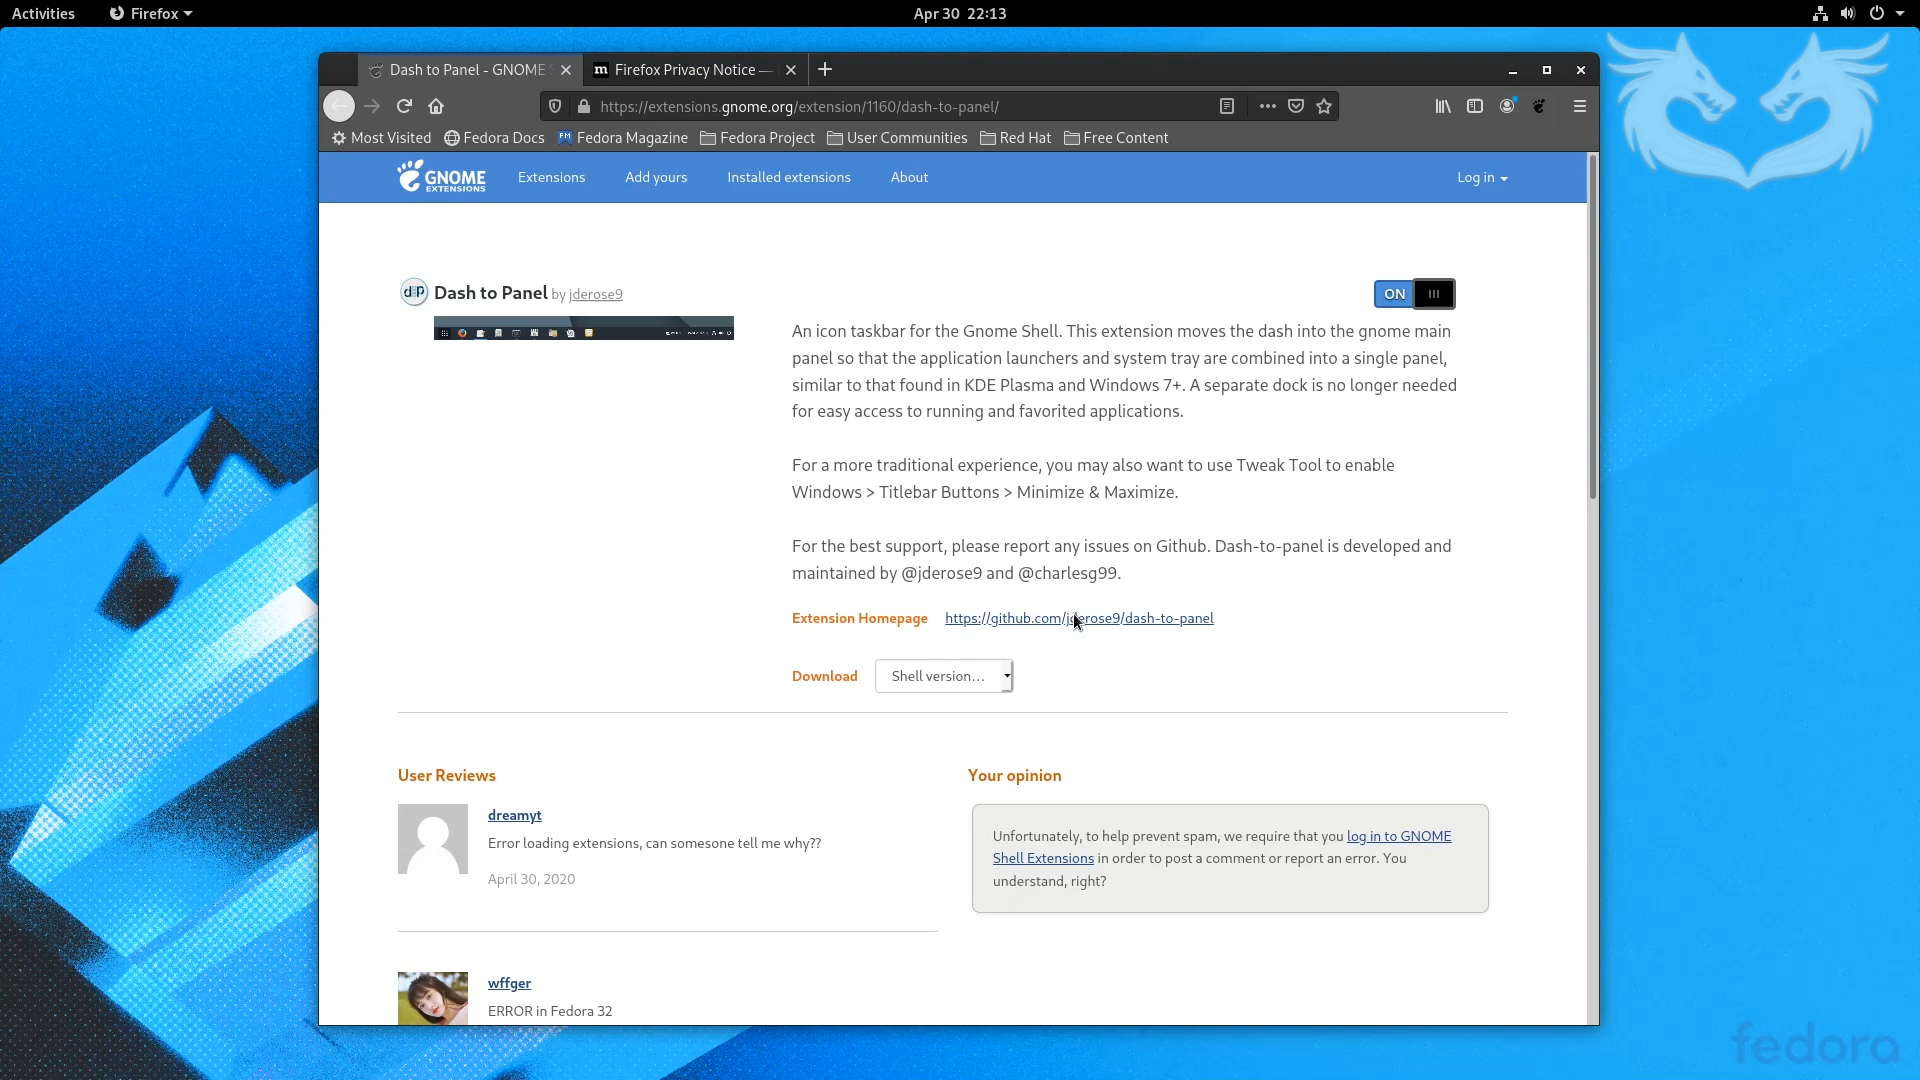 Activities
Firefox
Apr 30 22:13
Dash to Panel - GNOME S
Firefox Privacy Notice —
https://extensions.gnome.org/extension/1160/dash-to-panel/
Most Visited
Fedora Docs
Fedora Magazine
Fedora Project
User Communities
Red Hat
Free Content
GNOME
EXTENSIONS
Extensions
Add yours
Installed extensions
About
Log in
Dash to Panel by jderose9
ON
An icon taskbar for the Gnome Shell. This extension moves the dash into the gnome main
panel so that the application launchers and system tray are combined into a single panel,
similar to that found in KDE Plasma and Windows 7+. A separate dock is no longer needed
for easy access to running and favorited applications.
For a more traditional experience, you may also want to use Tweak Tool to enable
Windows > Titlebar Buttons > Minimize & Maximize.
For the best support, please report any issues on Github. Dash-to-panel is developed and
maintained by @jderose9 and @charlesg99.
Extension Homepage https://github.com/jderose9/dash-to-panel
Download Shell version...
User Reviews
dreamyt
Error loading extensions, can somesone tell me why??
April 30, 2020
wffger
ERROR in Fedora 32
Your opinion
Unfortunately, to help prevent spam, we require that you log in to GNOME
Shell Extensions in order to post a comment or report an error. You
understand, right?
fedora